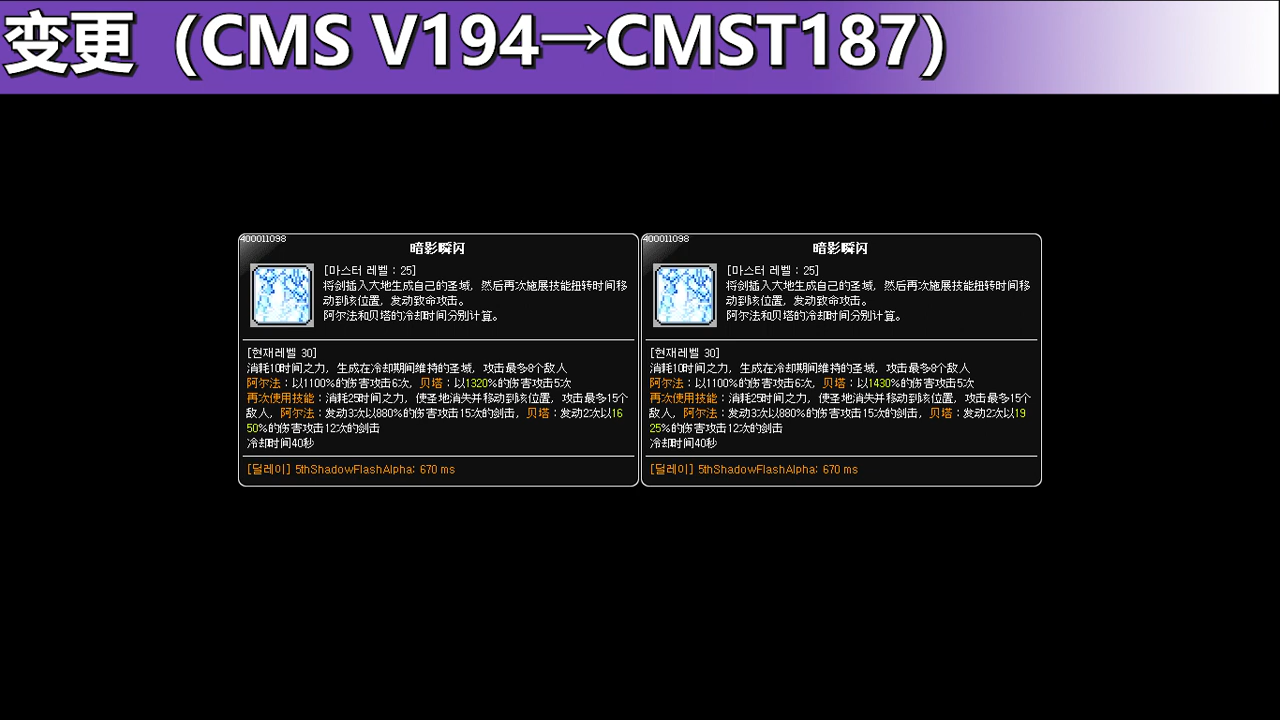 变更（CMS V194→CMST187）
400011098
暗影瞬闪
[마스터 레벨 : 25]
将剑插入大地生成自己的圣域，然后再次施展技能扭转时间移
动到该位置，发动致命攻击。
阿尔法和贝塔的冷却时间分别计算。
[현재레벨 30]
消耗10时间之力，生成在冷却期间维持的圣域，攻击最多8个敌人
阿尔法：以1100%的伤害攻击6次，贝塔：以1320%的伤害攻击5次
再次使用技能：消耗25时间之力，使圣地消失并移动到该位置，攻击最多15个
敌人，阿尔法：发动3次以880%的伤害攻击15次的剑击，贝塔：发动2次以16
50%的伤害攻击12次的剑击
冷却时间40秒
[딜레이] 5thShadowFlashAlpha: 670 ms
400011098
暗影瞬闪
[마스터 레벨 : 25]
将剑插入大地生成自己的圣域，然后再次施展技能扭转时间移
动到该位置，发动致命攻击。
阿尔法和贝塔的冷却时间分别计算。
[현재레벨 30]
消耗10时间之力，生成在冷却期间维持的圣域，攻击最多8个敌人
阿尔法：以1100%的伤害攻击6次，贝塔：以1430%的伤害攻击5次
再次使用技能：消耗25时间之力，使圣地消失并移动到该位置，攻击最多15个
敌人，阿尔法：发动3次以880%的伤害攻击15次的剑击，贝塔：发动2次以19
25%的伤害攻击12次的剑击
冷却时间40秒
[딜레이] 5thShadowFlashAlpha: 670 ms